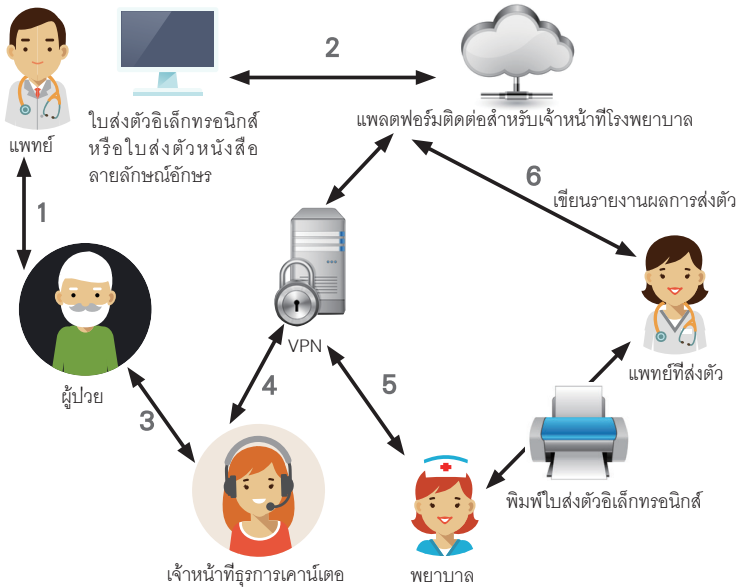 2
ใบส่งตัวอิเล็กทรอนิกส์
หรือใบส่งตัวหนังสือ
ลายลักษณ์อักษร
แพลตฟอร์มติดต่อสำหรับเจ้าหน้าที่โรงพยาบาล
แพทย์
1
6
เขียนรายงานผลการส่งตัว
VPN
แพทย์ที่ส่งตัว
ผู้ป่วย
4
5
3
พิมพ์ใบส่งตัวอิเล็กทรอนิกส์
เจ้าหน้าที่ธุรการเคาน์เตอ
พยาบาล